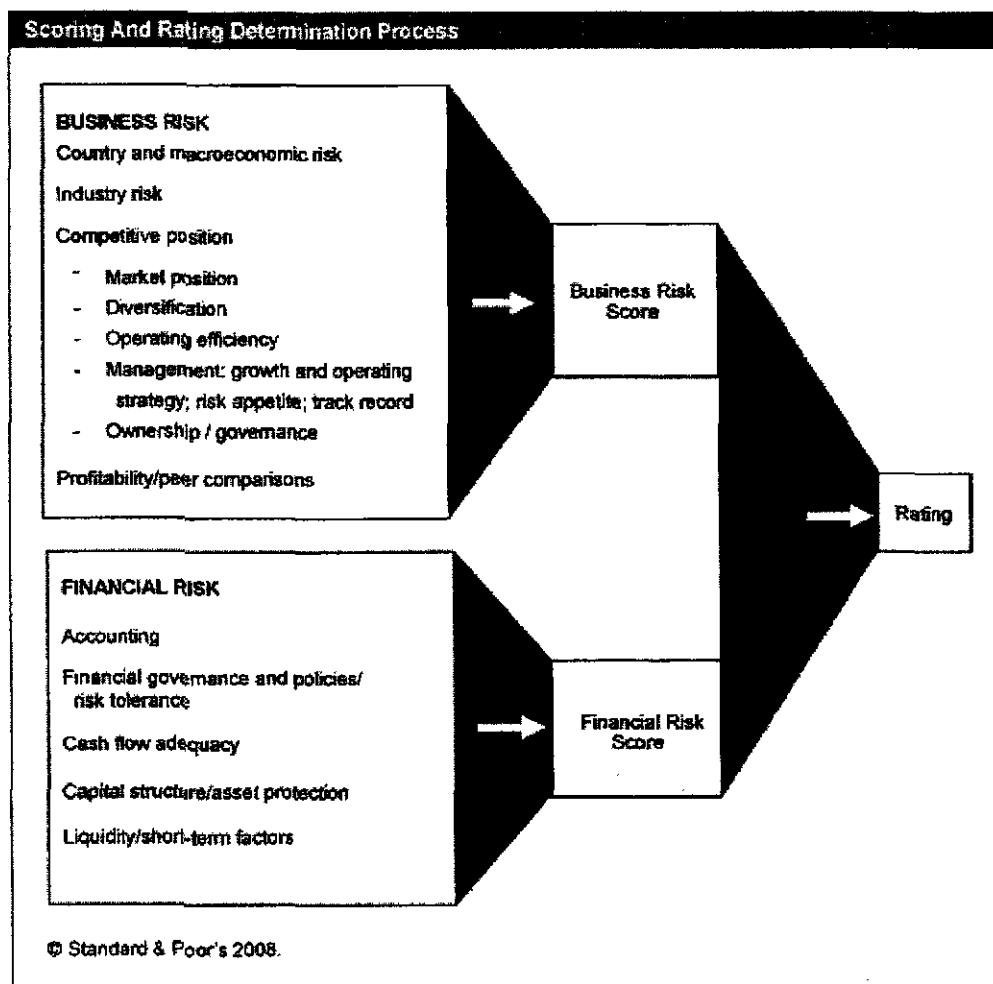 Scoring And Rating Determination Process
BUSINESS RISK
Country and macroeconomic risk
Industry risk
Competitive position
- Market position
- Diversification
- Operating efficiency
- Management: growth and operating
strategy; risk appetite; track record
- Ownership / governance
Profitability/peer comparisons
Business Risk
Score
Rating
FINANCIAL RISK
Accounting
Financial governance and policies/
risk tolerance
Cash flow adequacy
Capital structure/asset protection
Liquidity/short-term factors
Financial Risk
Score
© Standard & Poor's 2008.